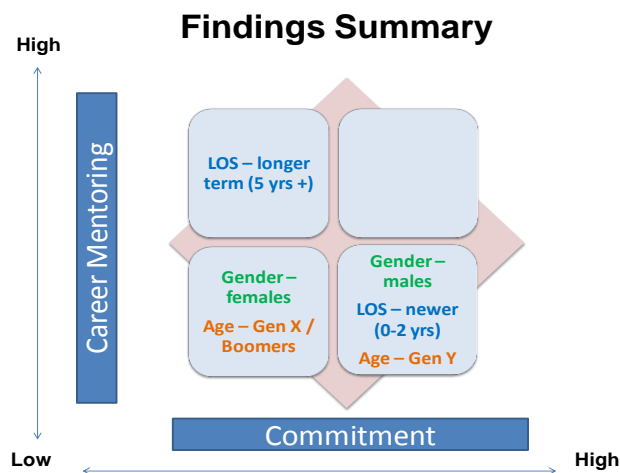 Findings Summary
High
Career Mentoring
LOS – longer
term (5 yrs +)
Gender –
females
Age – Gen X /
Boomers
Gender –
males
LOS – newer
(0-2 yrs)
Age – Gen Y
Commitment
Low
High